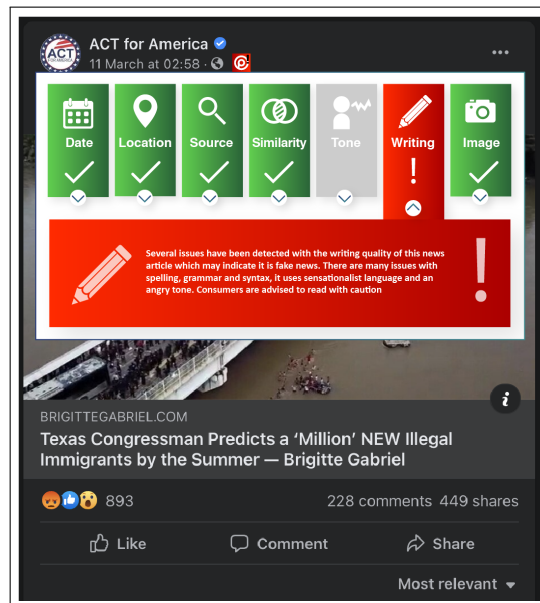 ACT for America
11 March at 02:58 ·
ACT
FOR AMERICA
Date
Location
Source
Similarity
Tone
Writing
Image
!
Several issues have been detected with the writing quality of this news
article which may indicate it is fake news. There are many issues with
spelling, grammar and syntax, it uses sensationalist language and an
angry tone. Consumers are advised to read with caution
!
i
BRIGITTEGABRIEL.COM
Texas Congressman Predicts a ‘Million’ NEW Illegal
Immigrants by the Summer — Brigitte Gabriel
893
228 comments 449 shares
Like
Comment
Share
Most relevant